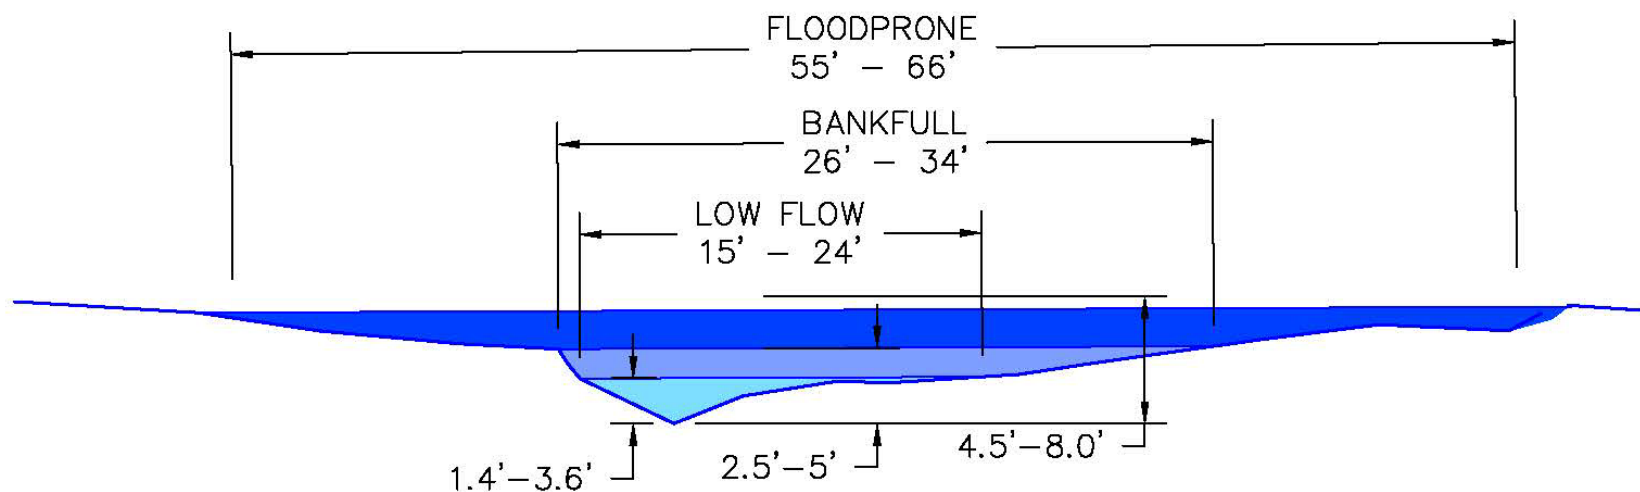 FLOODPRONE
55' - 66'
BANKFULL
26' - 34'
LOW FLOW
15' - 24'
4.5'-8.0'
2.5'-5'
1.4'-3.6'